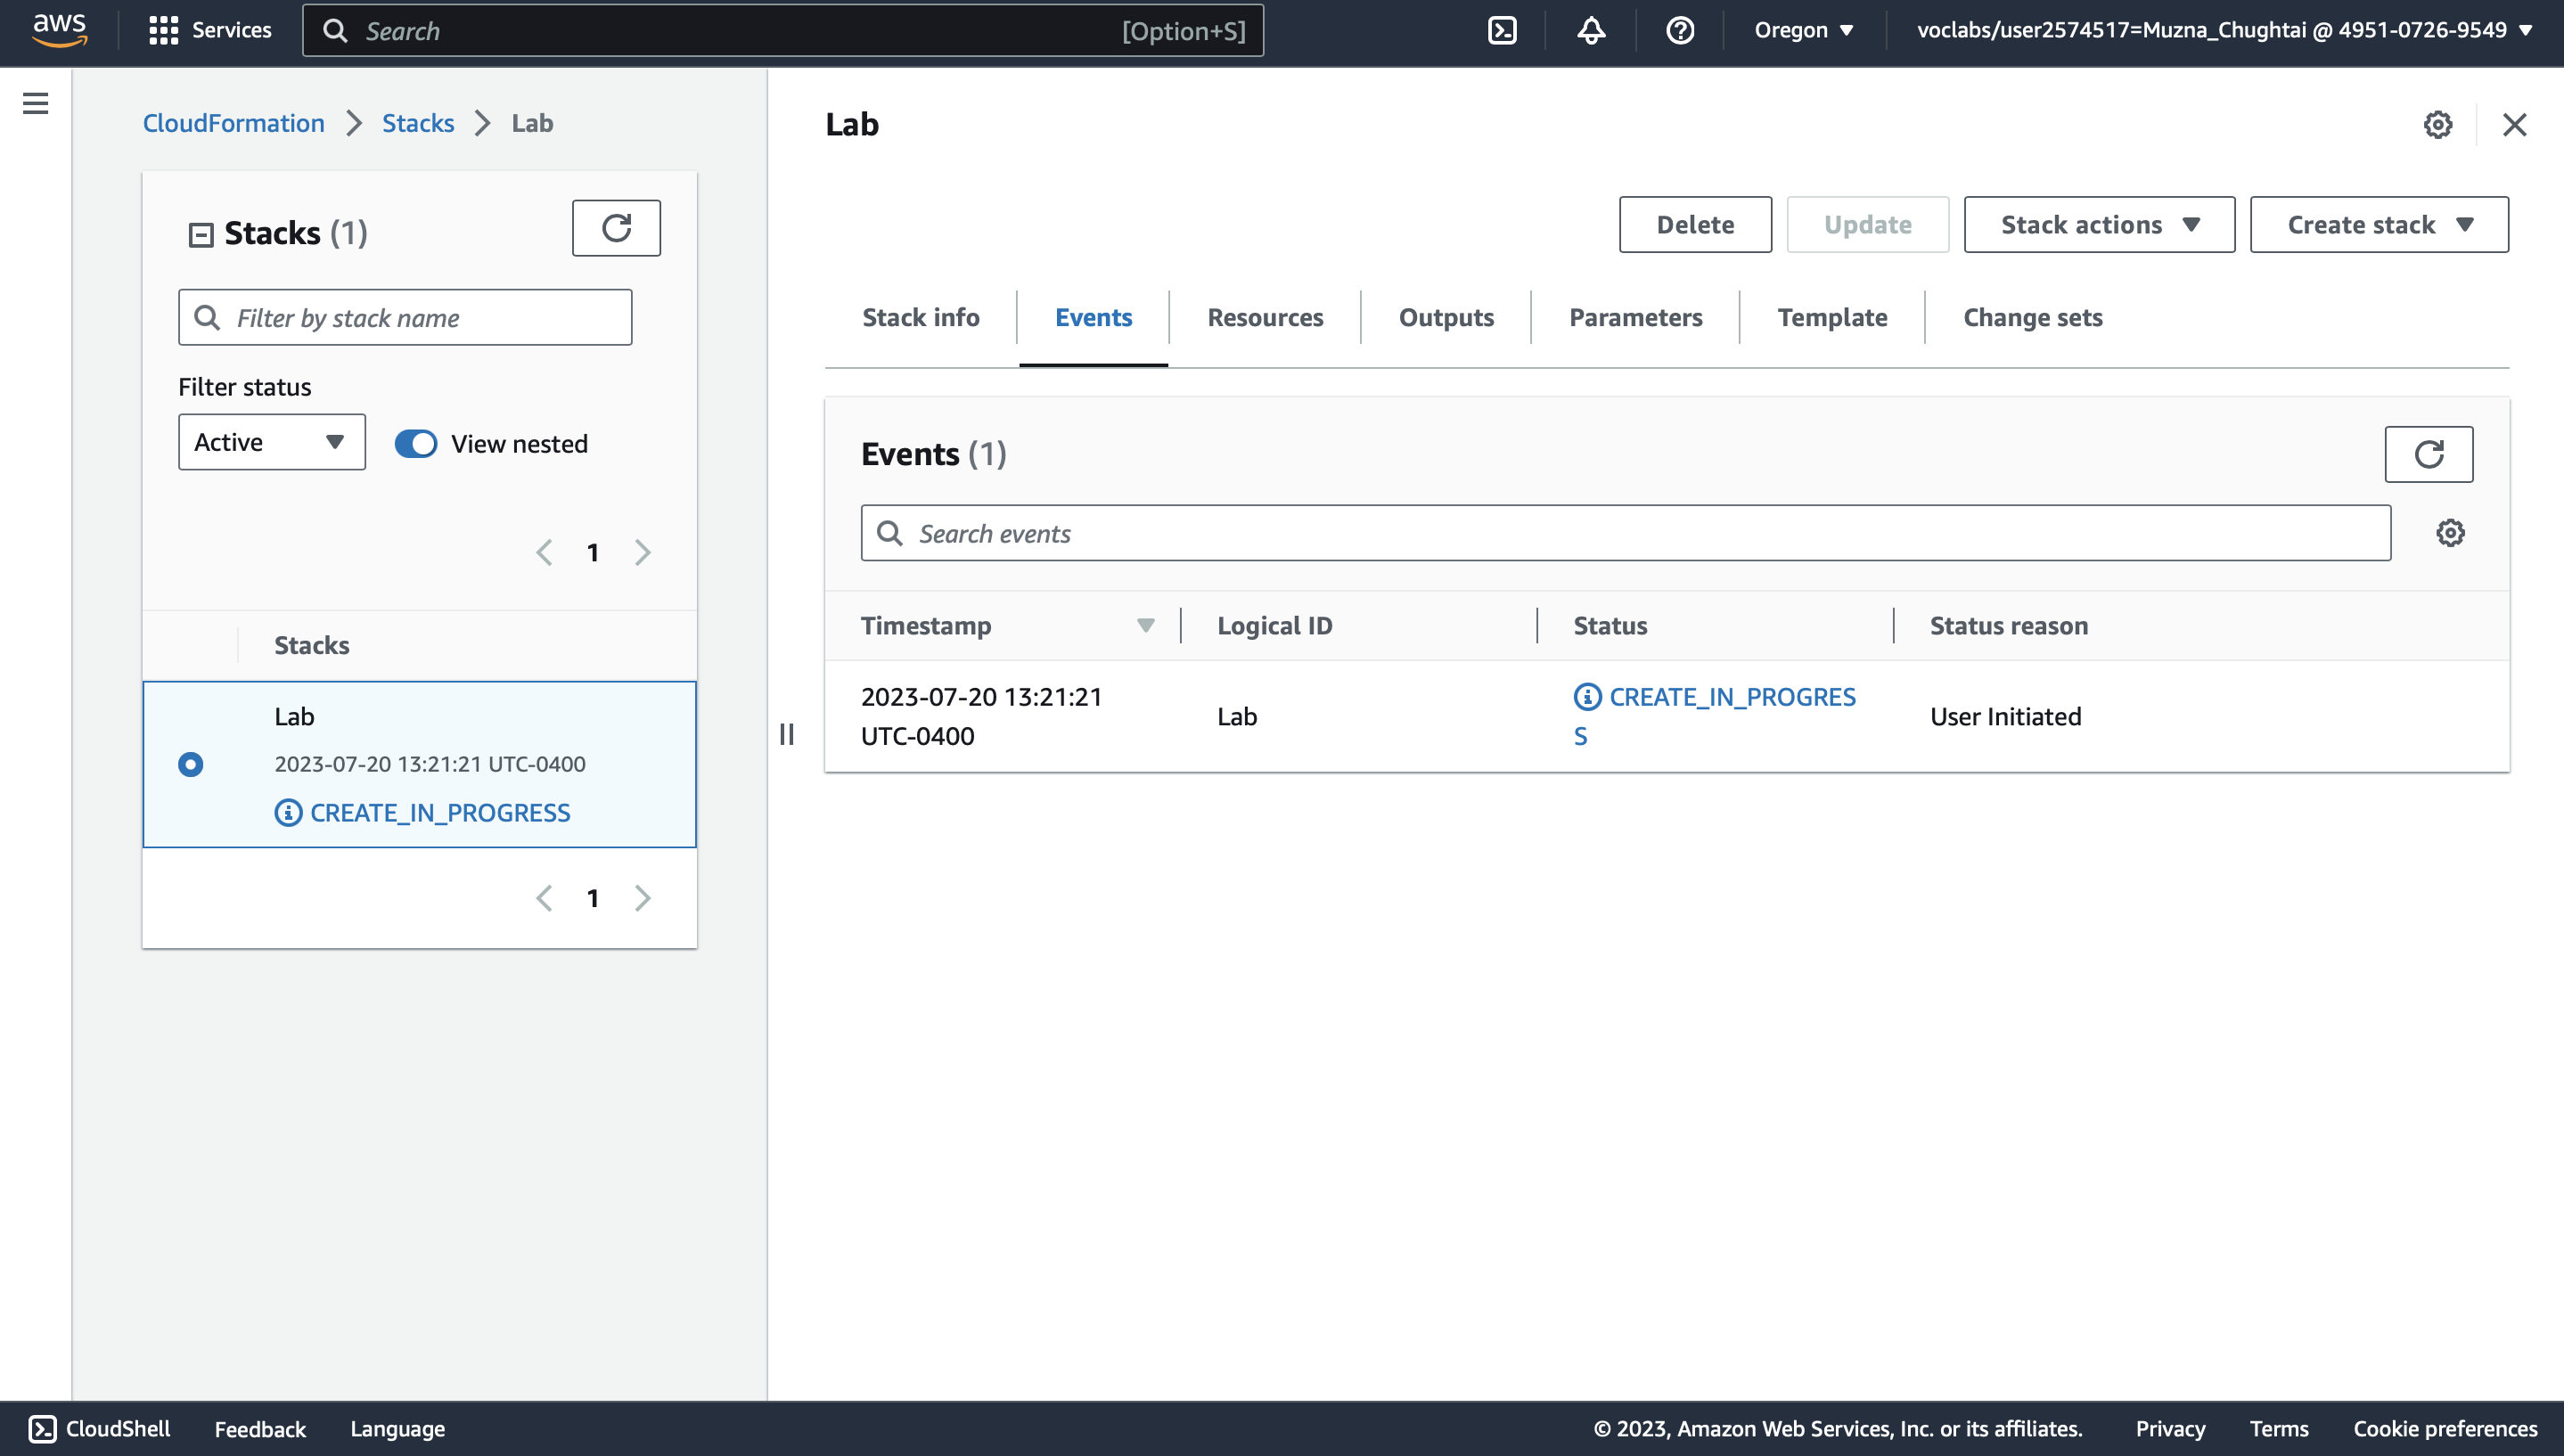 aws
Services
Search
[Option+S]
Oregon
voclabs/user2574517=Muzna_Chughtai @ 4951-0726-9549
CloudFormation
Stacks
Lab
Stacks (1)
Filter by stack name
Filter status
Active
View nested
1
Stacks
Lab
2023-07-20 13:21:21 UTC-0400
CREATE_IN_PROGRESS
1
Lab
Delete
Update
Stack actions
Create stack
Stack info
Events
Resources
Outputs
Parameters
Template
Change sets
Events (1)
Search events
Timestamp
Logical ID
Status
Status reason
2023-07-20 13:21:21
UTC-0400
Lab
CREATE_IN_PROGRES
S
User Initiated
CloudShell
Feedback
Language
© 2023, Amazon Web Services, Inc. or its affiliates.
Privacy
Terms
Cookie preferences